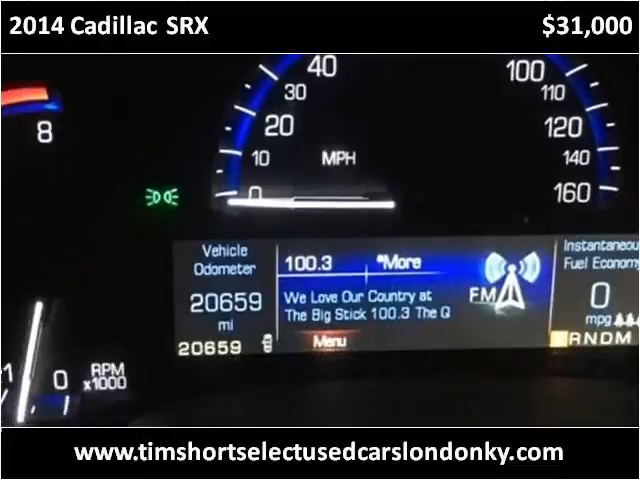 2014 Cadillac SRX $31,000
40 100
30 110
8 20 120
10 MPH 140
0 160
Vehicle Odometer 100.3 *More Instantaneou
Fuel Economy
20659 mi We Love Our Country at FM 0
The Big Stick 100.3 The Q mpg
20659 Menu RNDM
1 0 RPM x1000
www.timshortselectusedcarslondonky.com